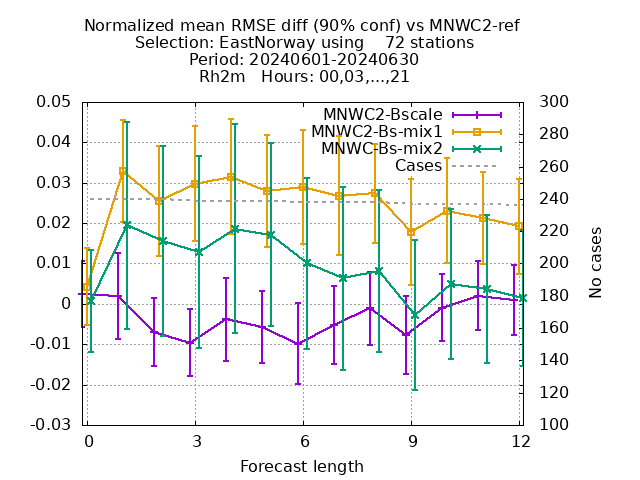 Normalized mean RMSE diff (90% conf) vs MNWC2-ref
Selection: EastNorway using    72 stations
Period: 20240601-20240630
Rh2m   Hours: 00,03,...,21
MNWC2-Bscale
MNWC2-Bs-mix1
MNWC-Bs-mix2
Cases
0.05
0.04
0.03
0.02
0.01
0
-0.01
-0.02
-0.03
300
280
260
240
220
200
180
160
140
120
100
No cases
0 3 6 9 12
Forecast length